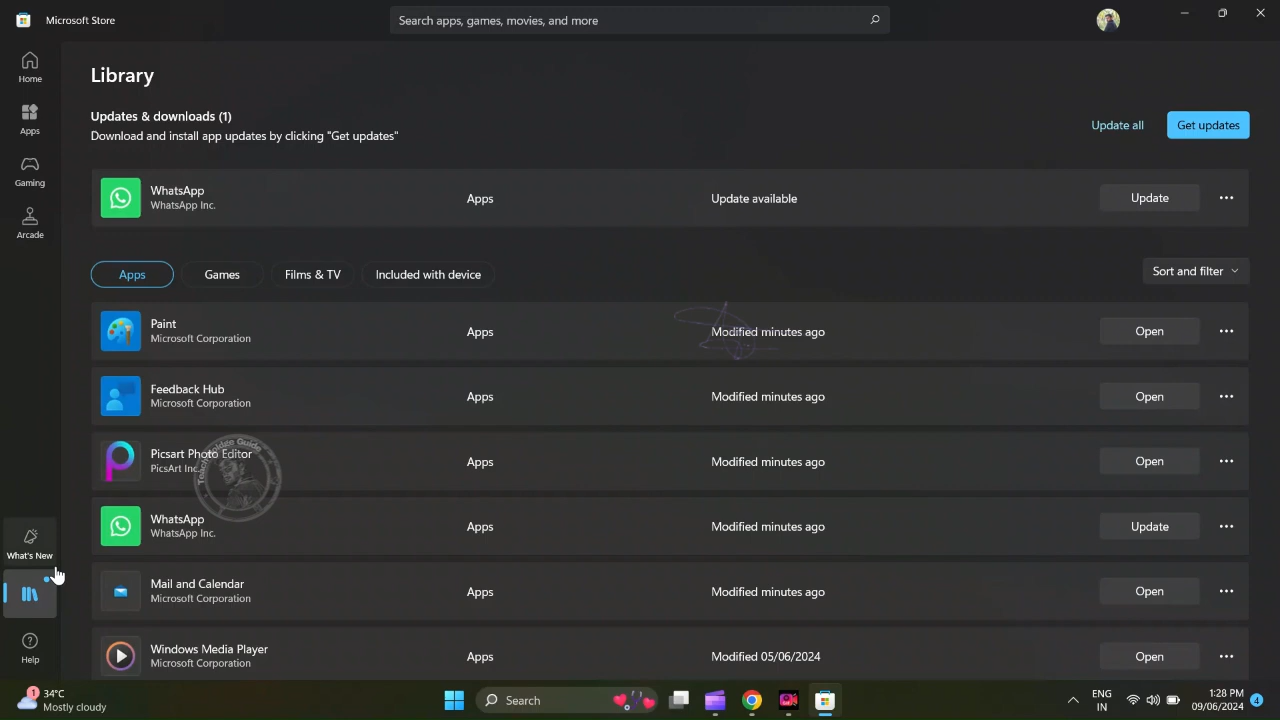 Microsoft Store
Search apps, games, movies, and more
Home
Apps
Gaming
Arcade
What's New
Help
Library
Updates & downloads (1)
Download and install app updates by clicking "Get updates"
Update all
Get updates
WhatsApp
WhatsApp Inc.
Apps
Update available
Update
Apps
Games
Films & TV
Included with device
Sort and filter
Paint
Microsoft Corporation
Apps
Modified minutes ago
Open
Feedback Hub
Microsoft Corporation
Apps
Modified minutes ago
Open
Picsart Photo Editor
PicsArt Inc.
Apps
Modified minutes ago
Open
WhatsApp
WhatsApp Inc.
Apps
Modified minutes ago
Update
Mail and Calendar
Microsoft Corporation
Apps
Modified minutes ago
Open
Windows Media Player
Microsoft Corporation
Apps
Modified 05/06/2024
Open
1
34°C
Mostly cloudy
Search
ENG
IN
1:28 PM
09/06/2024
4